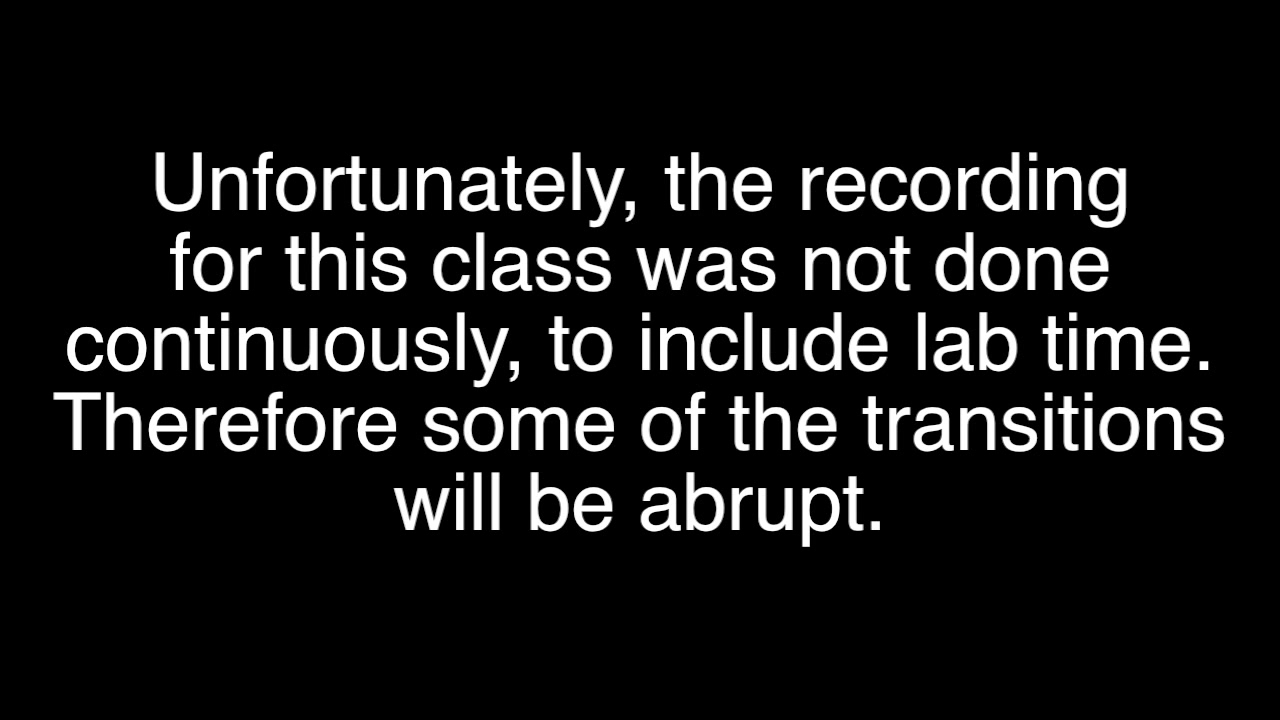 Unfortunately, the recording
for this class was not done
continuously, to include lab time.
Therefore some of the transitions
will be abrupt.